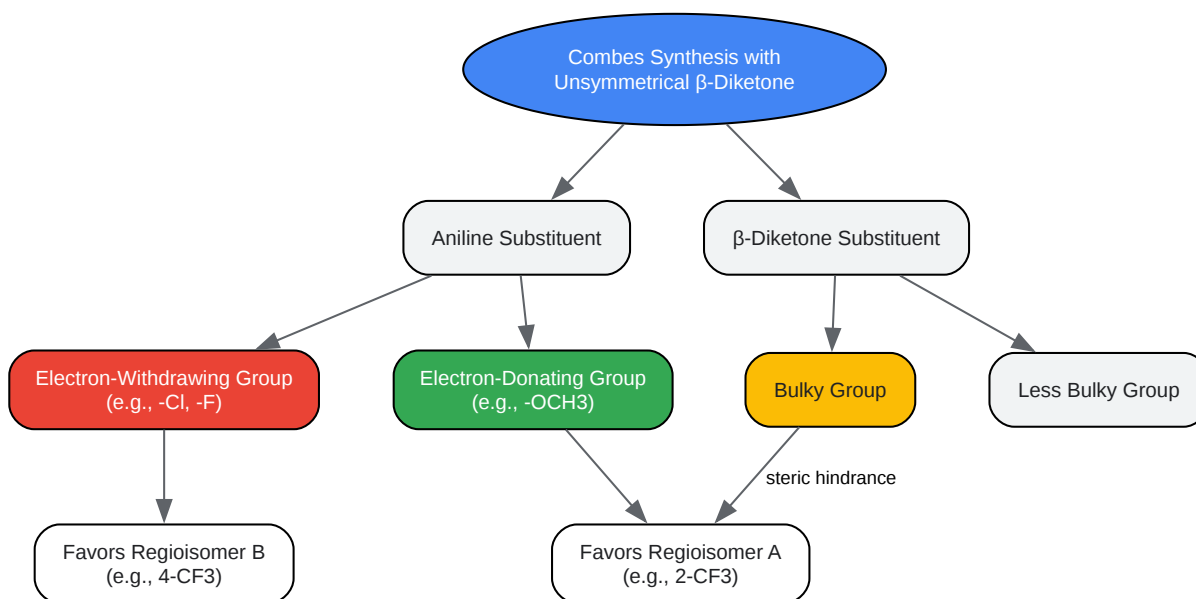 Combes Synthesis with
Unsymmetrical β-Diketone
Aniline Substituent
β-Diketone Substituent
Electron-Withdrawing Group
(e.g., -Cl, -F)
Electron-Donating Group
(e.g., -OCH3)
Bulky Group
Less Bulky Group
steric hindrance
Favors Regioisomer B
(e.g., 4-CF3)
Favors Regioisomer A
(e.g., 2-CF3)